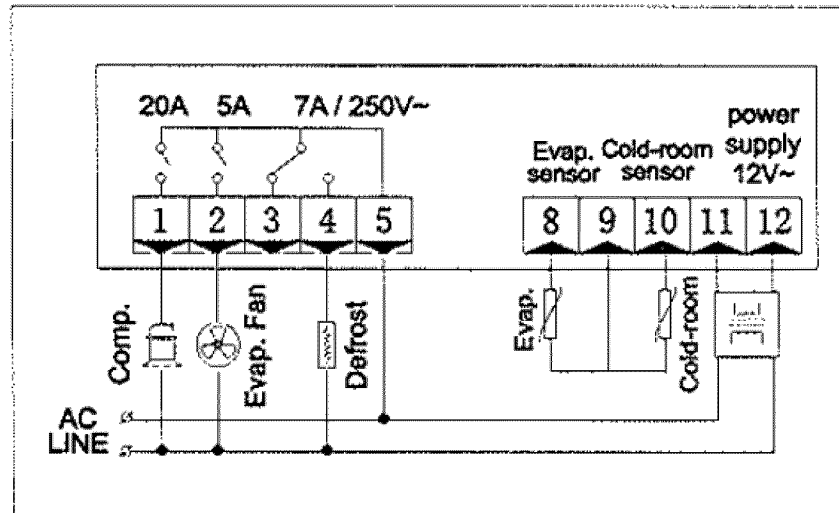 20A 5A 7A / 250V~
power
supply
12V~
Evap. Cold-room
sensor sensor
1 2 3 4 5
8 9 10 11 12
Comp.
Evap. Fan
Defrost
Evap.
Cold-room
AC
LINE